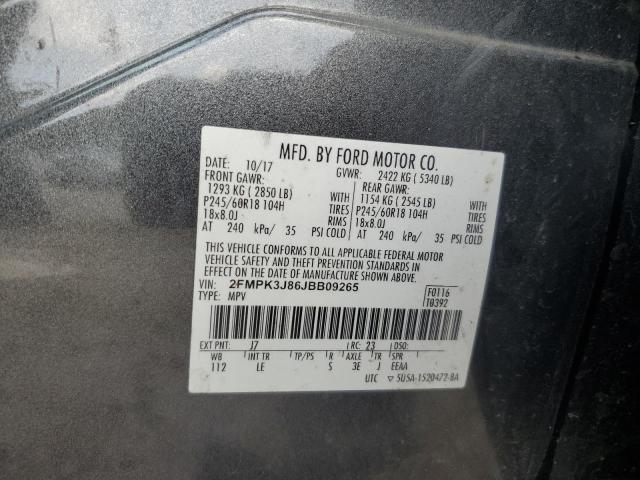 MFD. BY FORD MOTOR CO.
DATE: 10/17 GVWR: 2422 KG ( 5340 LB)
FRONT GAWR: REAR GAWR:
1293 KG ( 2850 LB) WITH 1154 KG ( 2545 LB) WITH
P245/60R18 104H TIRES P245/60R18 104H TIRES
18x8.0J RIMS 18x8.0J RIMS
AT 240 kPa/ 35 PSI COLD AT 240 kPa/ 35 PSI COLD
THIS VEHICLE CONFORMS TO ALL APPLICABLE FEDERAL MOTOR
VEHICLE SAFETY AND THEFT PREVENTION STANDARDS IN
EFFECT ON THE DATE OF MANUFACTURE SHOWN ABOVE.
VIN: 2FMPK3J86JBB09265 F0116
TYPE: MPV T0392
EXT PNT: J7 RC: 23 DSO:
WB INT TR TP/PS R AXLE TR SPR
112 LE S 3E J EEAA
UTC ▽ 5U5A-1520472-BA